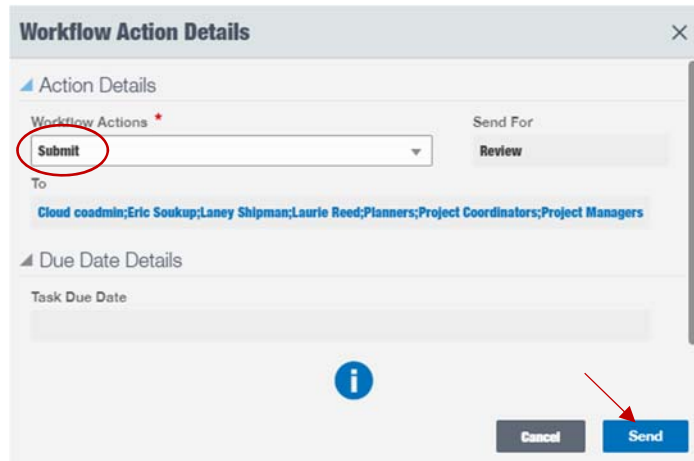 Workflow Action Details
Action Details
Workflow Actions * Send For
Submit Review
To
Cloud coadmin;Eric Soukup;Laney Shipman;Laurie Reed;Planners;Project Coordinators;Project Managers
Due Date Details
Task Due Date
Cancel Send